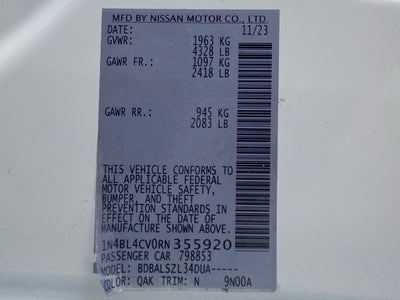 MFD BY NISSAN MOTOR CO., LTD.
DATE: 11/23
GVWR: 1963 KG
4328 LB
GAWR FR.: 1097 KG
2418 LB
GAWR RR.: 945 KG
2083 LB
THIS VEHICLE CONFORMS TO
ALL APPLICABLE FEDERAL
MOTOR VEHICLE SAFETY,
BUMPER, AND THEFT
PREVENTION STANDARDS IN
EFFECT ON THE DATE OF
MANUFACTURE SHOWN ABOVE.
1N4BL4CV0RN355920
PASSENGER CAR 798853
MODEL: BDBALSZL34DUA-----
COLOR: QAK TRIM: N 9N00A